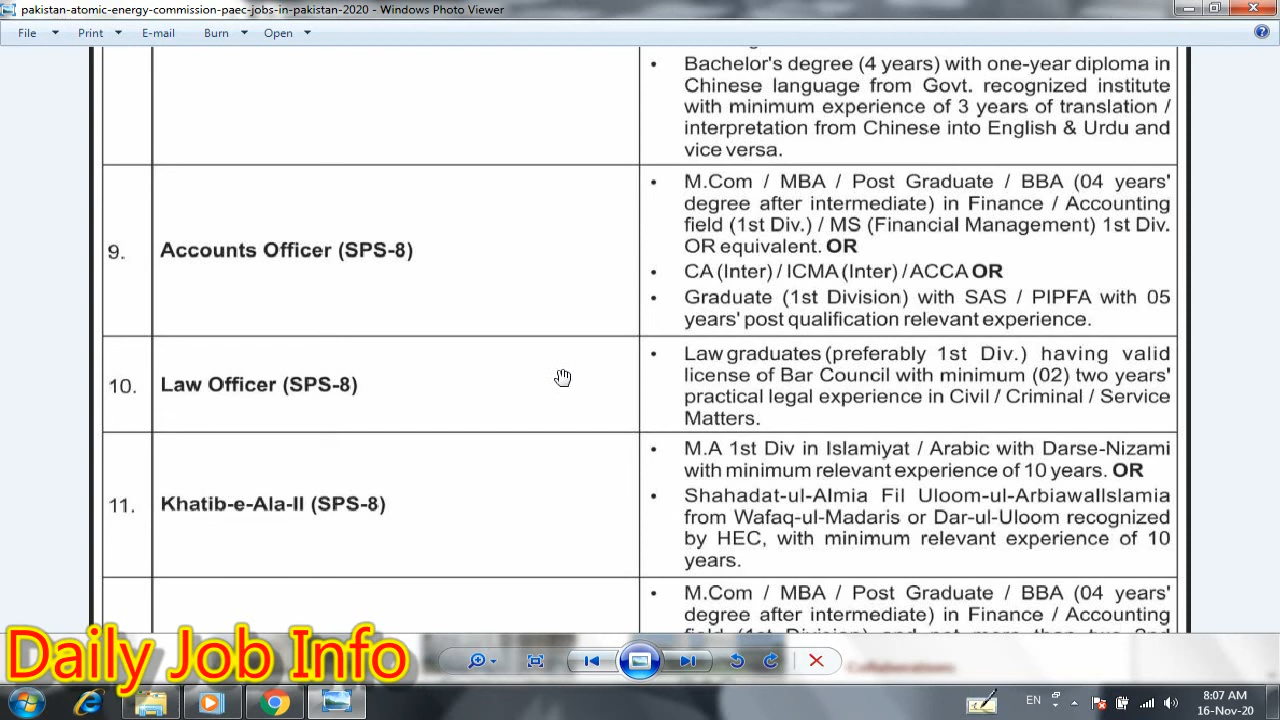 pakistan-atomic-energy-commission-paec-jobs-in-pakistan-2020 - Windows Photo Viewer
File Print E-mail Burn Open
• Bachelor's degree (4 years) with one-year diploma in
Chinese language from Govt. recognized institute
with minimum experience of 3 years of translation /
interpretation from Chinese into English & Urdu and
vice versa.
9. Accounts Officer (SPS-8)
• M.Com / MBA / Post Graduate / BBA (04 years'
degree after intermediate) in Finance / Accounting
field (1st Div.) / MS (Financial Management) 1st Div.
OR equivalent. OR
• CA (Inter) / ICMA (Inter) / ACCA OR
• Graduate (1st Division) with SAS / PIPFA with 05
years' post qualification relevant experience.
10. Law Officer (SPS-8)
• Law graduates (preferably 1st Div.) having valid
license of Bar Council with minimum (02) two years'
practical legal experience in Civil / Criminal / Service
Matters.
11. Khatib-e-Ala-II (SPS-8)
• M.A 1st Div in Islamiyat / Arabic with Darse-Nizami
with minimum relevant experience of 10 years. OR
• Shahadat-ul-Almia Fil Uloom-ul-ArbiawalIslamia
from Wafaq-ul-Madaris or Dar-ul-Uloom recognized
by HEC, with minimum relevant experience of 10
years.
• M.Com / MBA / Post Graduate / BBA (04 years'
degree after intermediate) in Finance / Accounting
Daily Job Info
EN
8:07 AM
16-Nov-20